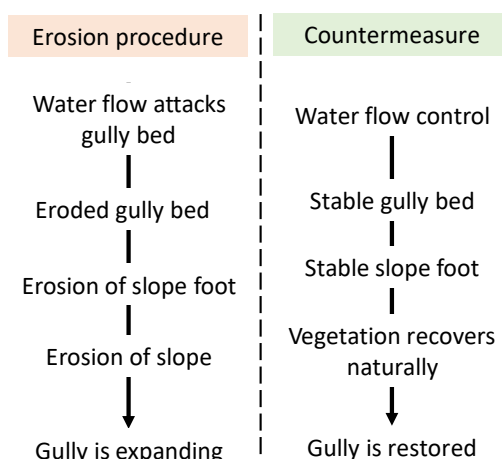 Erosion procedure
Water flow attacks
gully bed
Eroded gully bed
Erosion of slope foot
Erosion of slope
Gully is expanding
Countermeasure
Water flow control
Stable gully bed
Stable slope foot
Vegetation recovers
naturally
Gully is restored